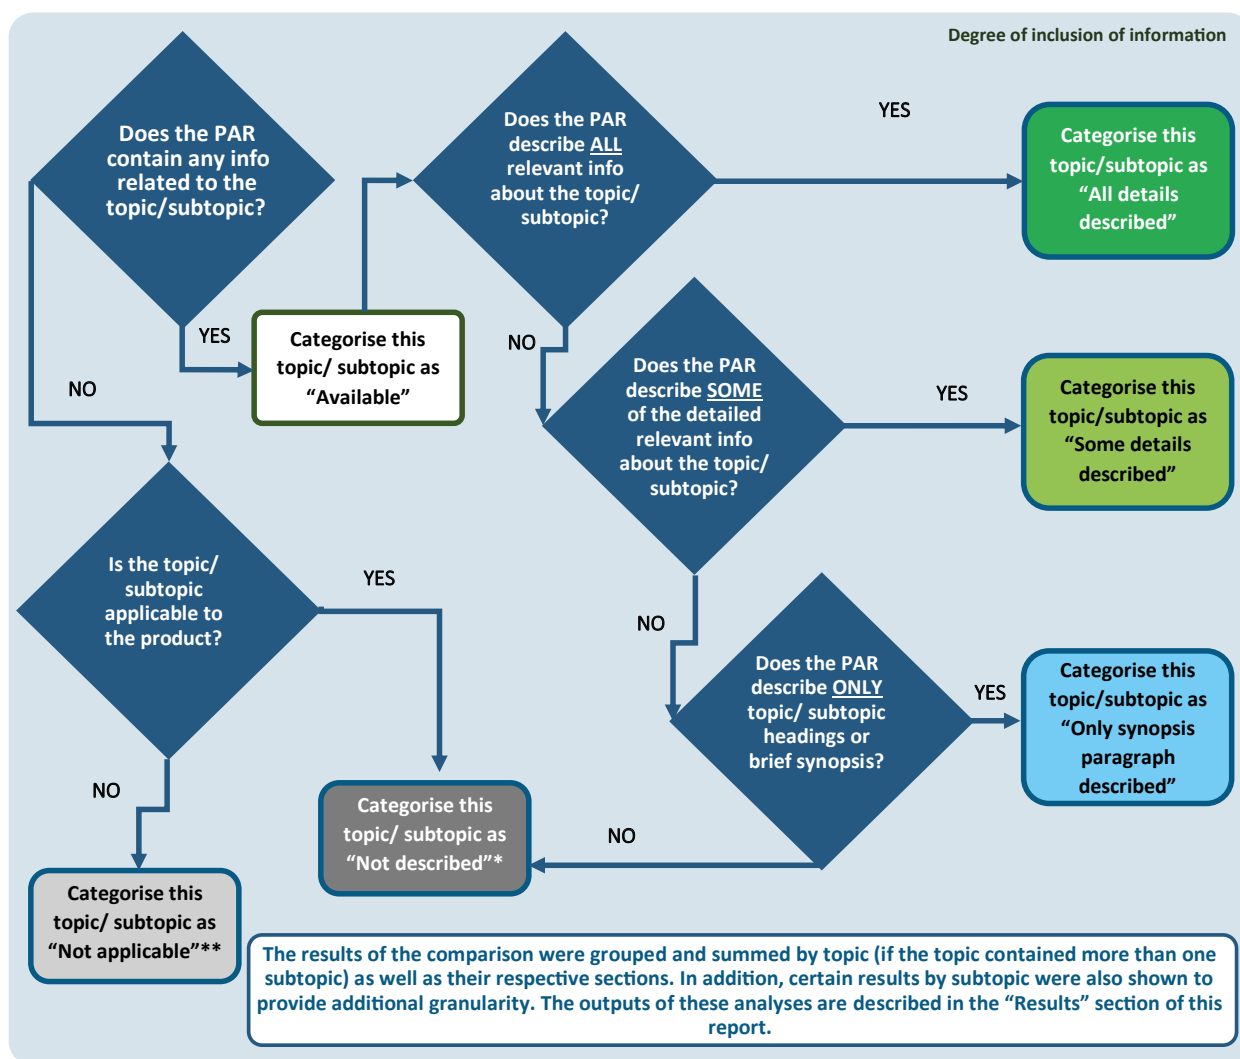 Degree of inclusion of information
Does the PAR
contain any info
related to the
topic/subtopic?
Does the PAR
describe ALL
relevant info
about the topic/
subtopic?
YES
Categorise this
topic/subtopic as
“All details
described”
YES
Categorise this
topic/ subtopic as
“Available”
NO
NO
Does the PAR
describe SOME
of the detailed
relevant info
about the topic/
subtopic?
YES
Categorise this
topic/subtopic as
“Some details
described”
Is the topic/
subtopic
applicable to
the product?
YES
NO
Does the PAR
describe ONLY
topic/ subtopic
headings or
brief synopsis?
YES
Categorise this
topic/subtopic as
“Only synopsis
paragraph
described”
NO
Categorise this
topic/ subtopic as
“Not described”*
NO
Categorise this
topic/ subtopic as
“Not applicable”**
The results of the comparison were grouped and summed by topic (if the topic contained more than one
subtopic) as well as their respective sections. In addition, certain results by subtopic were also shown to
provide additional granularity. The outputs of these analyses are described in the “Results” section of this
report.